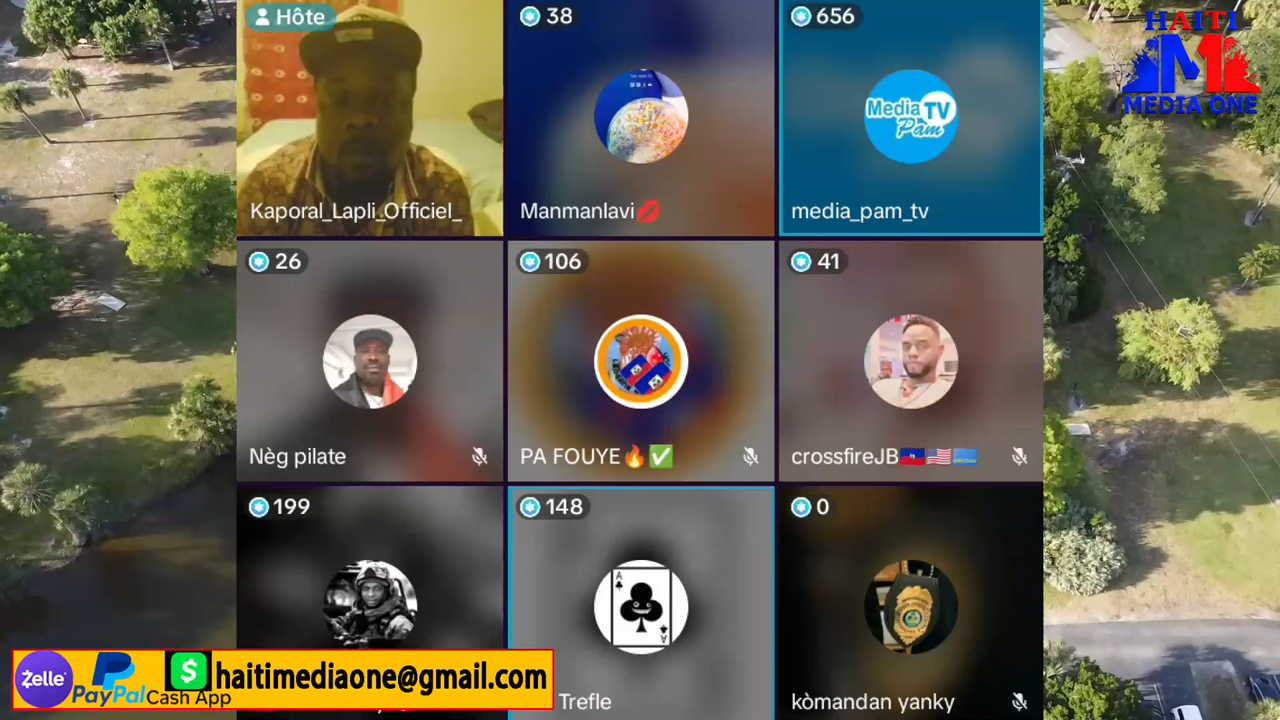 Hôte
38
656
HAITI
M
MEDIA ONE
Media TV
Pam
Kaporal_Lapli_Officiel_
Manmanlavi💋
media_pam_tv
26
106
41
Nèg pilate
PA FOUYE🔥✅
crossfireJB🇭🇹🇺🇸🇦🇼
199
148
0
A
A
Trefle
kòmandan yanky
Zelle
PayPal
$
Cash App
haitimediaone@gmail.com